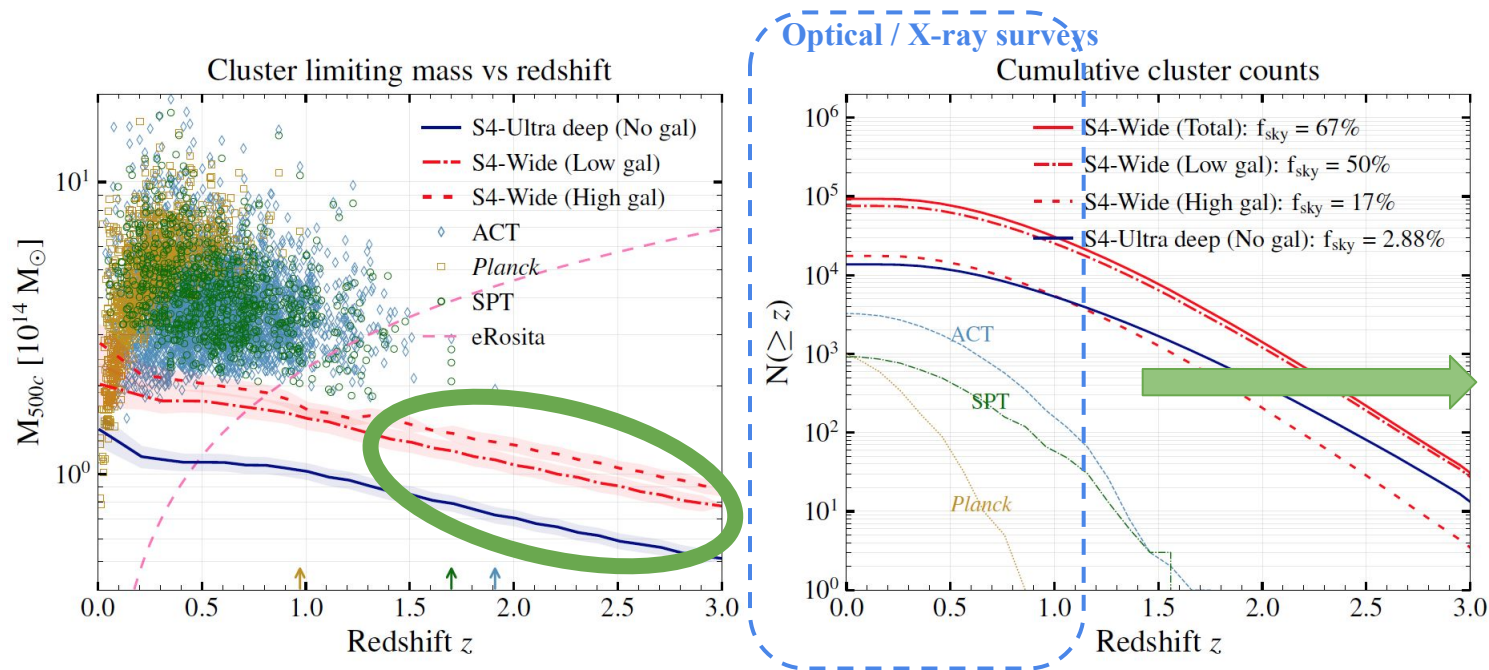 Optical / X-ray surveys
Cluster limiting mass vs redshift
S4-Ultra deep (No gal)
S4-Wide (Low gal)
S4-Wide (High gal)
ACT
Planck
SPT
eRosita
M500c [10^14 M⊙]
10^1
10^0
0.0 0.5 1.0 1.5 2.0 2.5 3.0
Redshift z
Cumulative cluster counts
S4-Wide (Total): fsky = 67%
S4-Wide (Low gal): fsky = 50%
S4-Wide (High gal): fsky = 17%
S4-Ultra deep (No gal): fsky = 2.88%
ACT
SPT
Planck
N(≥ z)
10^6
10^5
10^4
10^3
10^2
10^1
10^0
0.0 0.5 1.0 1.5 2.0 2.5 3.0
Redshift z